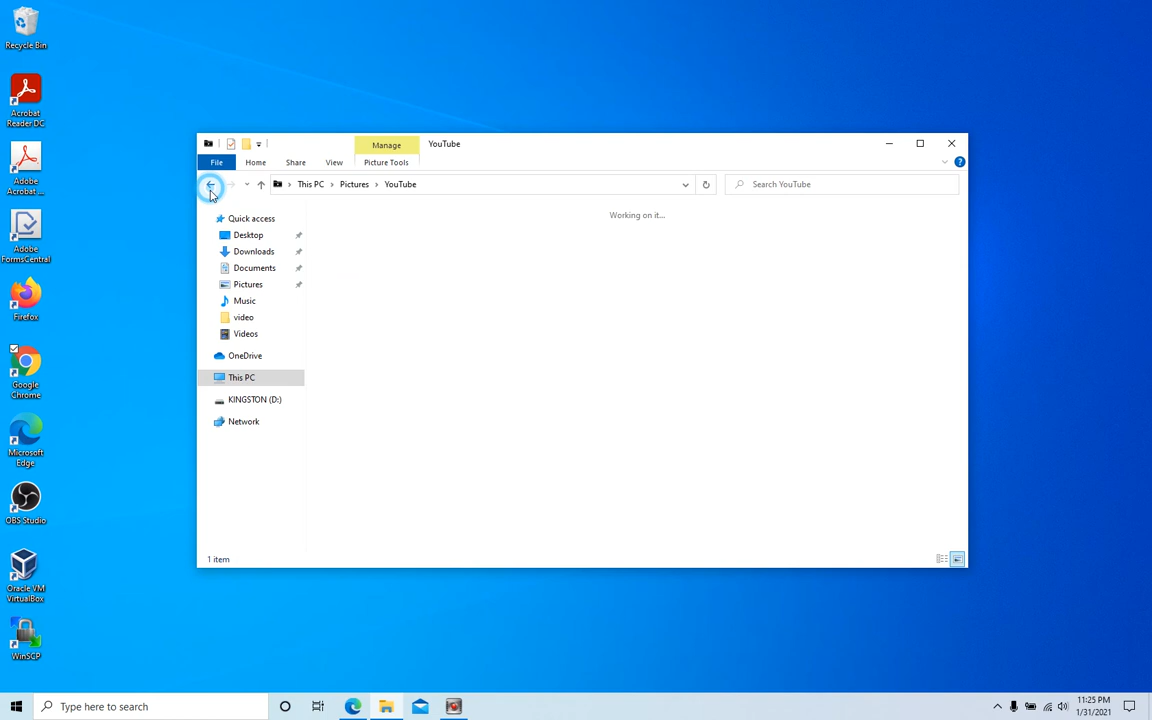 Recycle Bin
Acrobat
Reader DC
Adobe
Acrobat ...
Adobe
FormsCentral
Firefox
Google
Chrome
Microsoft
Edge
OBS Studio
Oracle VM
VirtualBox
WinSCP
Manage
YouTube
File
Home
Share
View
Picture Tools
This PC
Pictures
YouTube
Search YouTube
Quick access
Desktop
Downloads
Documents
Pictures
Music
video
Videos
OneDrive
This PC
KINGSTON (D:)
Network
Working on it...
1 item
Type here to search
11:25 PM
1/31/2021